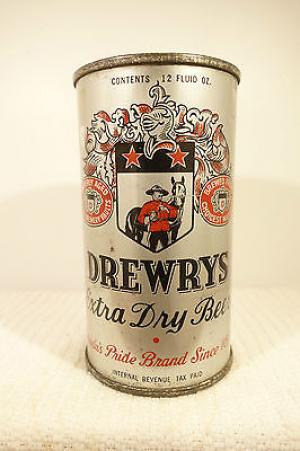 CONTENTS 12 FLUID OZ.
DREWRYS
Extra Dry Beer
Pride Brand Since
INTERNAL REVENUE TAX PAID